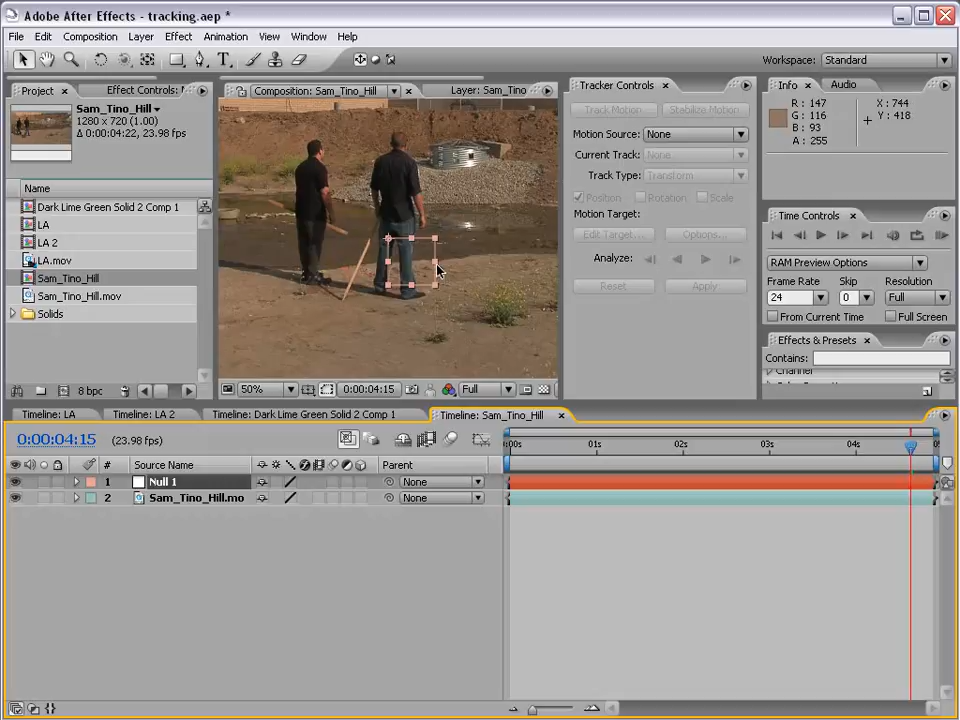 Adobe After Effects - tracking.aep *
File Edit Composition Layer Effect Animation View Window Help
Workspace: Standard
Project × Effect Controls: N
Sam_Tino_Hill
1280 x 720 (1.00)
Δ 0:00:04:22, 23.98 fps
Name
Dark Lime Green Solid 2 Comp 1
LA
LA 2
LA.mov
Sam_Tino_Hill
Sam_Tino_Hill.mov
Solids
8 bpc
Composition: Sam_Tino_Hill × Layer: Sam_Tino
50% 0:00:04:15 Full
Tracker Controls ×
Track Motion Stabilize Motion
Motion Source: None
Current Track: None
Track Type: Transform
Position Rotation Scale
Motion Target:
Edit Target... Options...
Analyze:
Reset Apply
Info × Audio
R : 147
G : 116
B : 93
A : 255
X : 744
Y : 418
Time Controls ×
RAM Preview Options
Frame Rate Skip Resolution
24 0 Full
From Current Time Full Screen
Effects & Presets ×
Contains:
Channel
Timeline: LA Timeline: LA 2 Timeline: Dark Lime Green Solid 2 Comp 1 Timeline: Sam_Tino_Hill ×
0:00:04:15 (23.98 fps)
:00s 01s 02s 03s 04s
# Source Name Parent
1 Null 1 None
2 Sam_Tino_Hill.mo None